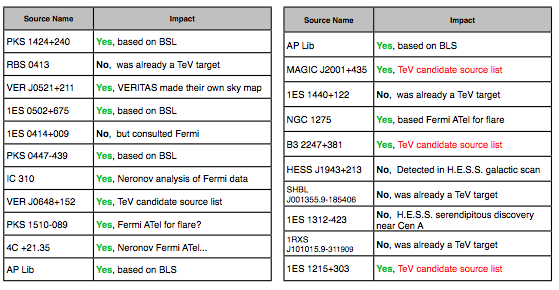 Source Name Impact
PKS 1424+240 Yes, based on BSL
RBS 0413 No, was already a TeV target
VER J0521+211 Yes, VERITAS made their own sky map
1ES 0502+675 Yes, based on BSL
1ES 0414+009 No, but consulted Fermi
PKS 0447-439 Yes, based on BSL
IC 310 Yes, Neronov analysis of Fermi data
VER J0648+152 Yes, TeV candidate source list
PKS 1510-089 Yes, Fermi ATel for flare?
4C +21.35 Yes, Neronov Fermi ATel...
AP Lib Yes, based on BLS
Source Name Impact
AP Lib Yes, based on BLS
MAGIC J2001+435 Yes, TeV candidate source list
1ES 1440+122 No, was already a TeV target
NGC 1275 Yes, based Fermi ATel for flare
B3 2247+381 Yes, TeV candidate source list
HESS J1943+213 No, Detected in H.E.S.S. galactic scan
SHBL
J001355.9-185406 No, was already a TeV target
1ES 1312-423 No, H.E.S.S. serendipitous discovery
near Cen A
1RXS
J101015.9-311909 No, was already a TeV target
1ES 1215+303 Yes, TeV candidate source list